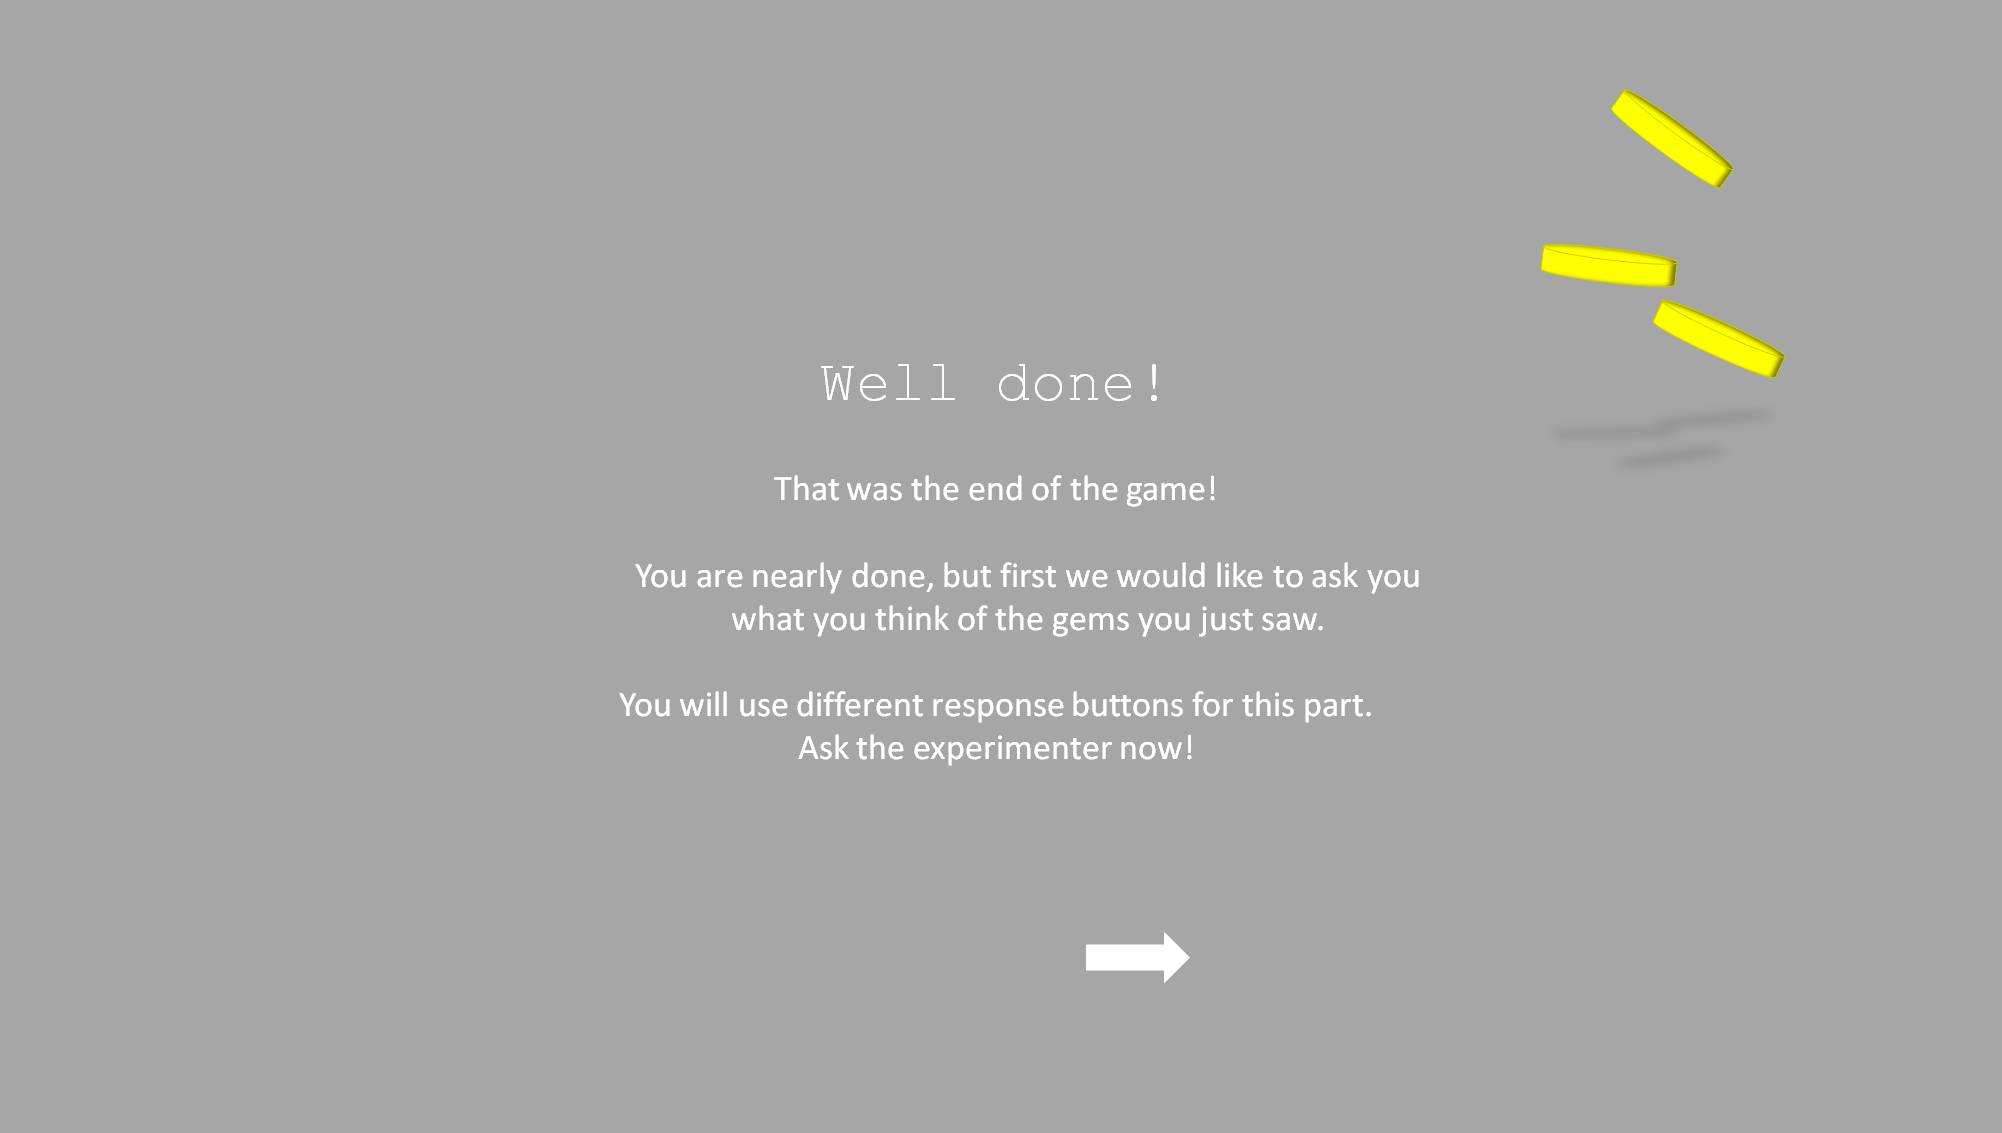 Well done!
That was the end of the game!
You are nearly done, but first we would like to ask you
what you think of the gems you just saw.
You will use different response buttons for this part.
Ask the experimenter now!